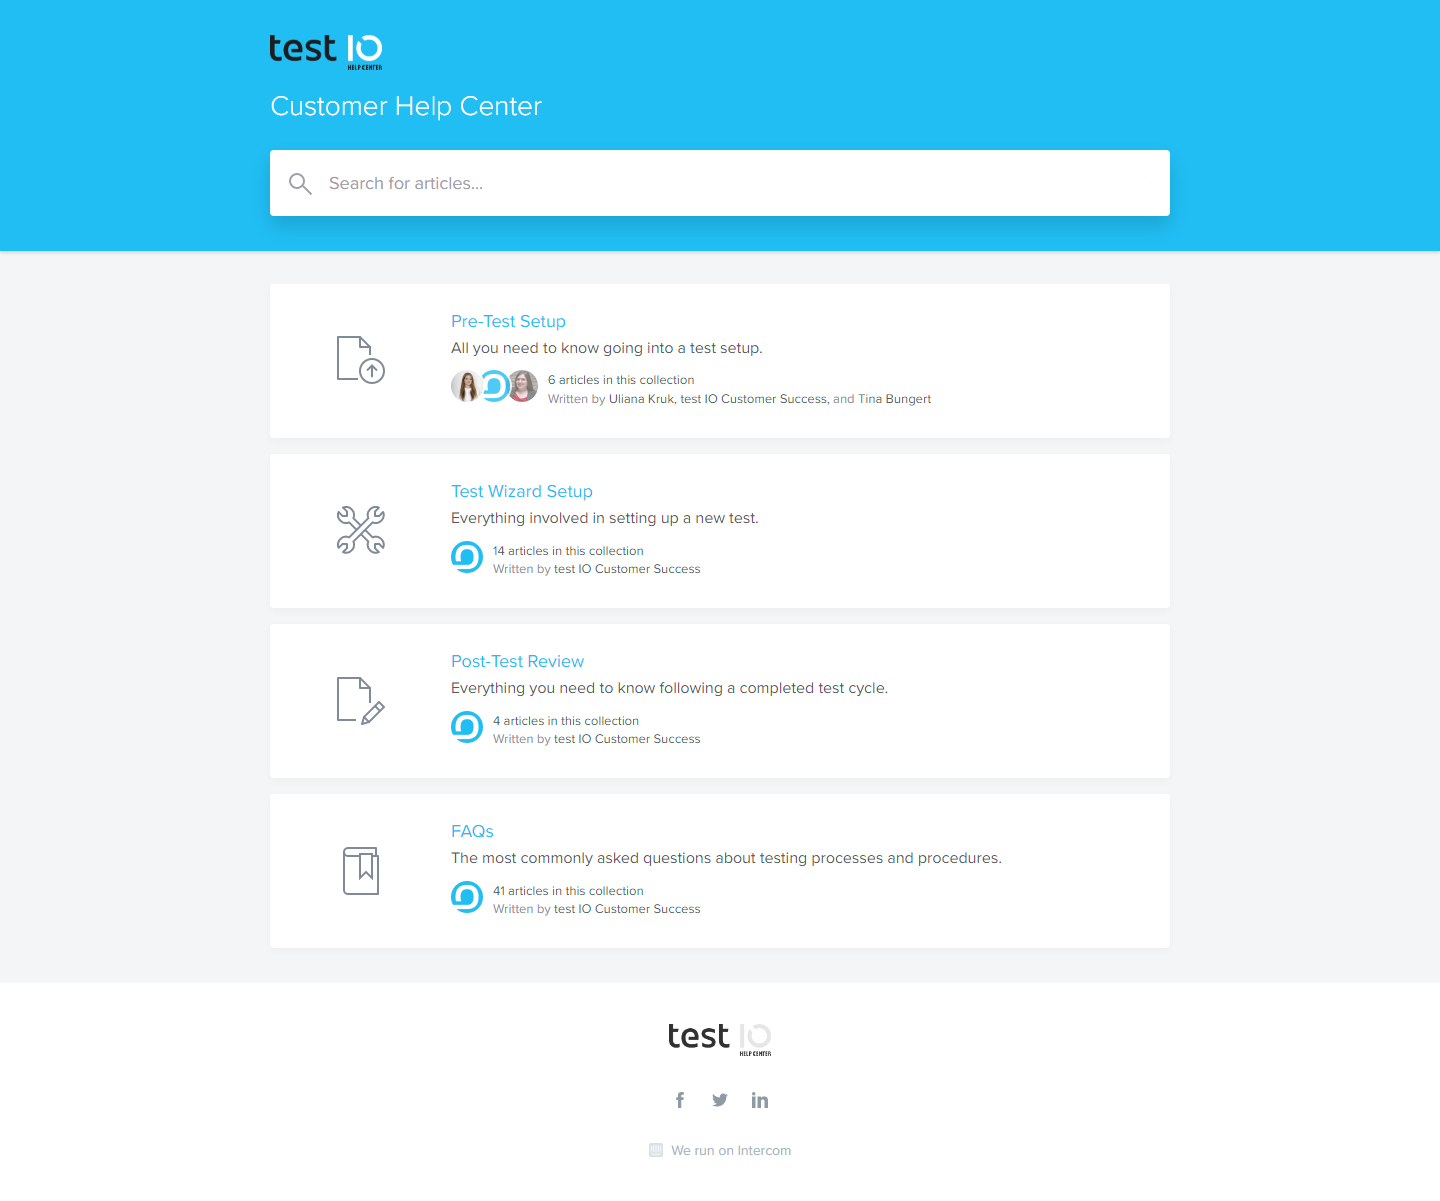 test IO
HELP CENTER
Customer Help Center
Search for articles...
Pre-Test Setup
All you need to know going into a test setup.
6 articles in this collection
Written by Uliana Kruk, test IO Customer Success, and Tina Bungert
Test Wizard Setup
Everything involved in setting up a new test.
14 articles in this collection
Written by test IO Customer Success
Post-Test Review
Everything you need to know following a completed test cycle.
4 articles in this collection
Written by test IO Customer Success
FAQs
The most commonly asked questions about testing processes and procedures.
41 articles in this collection
Written by test IO Customer Success
test IO
HELP CENTER
We run on Intercom